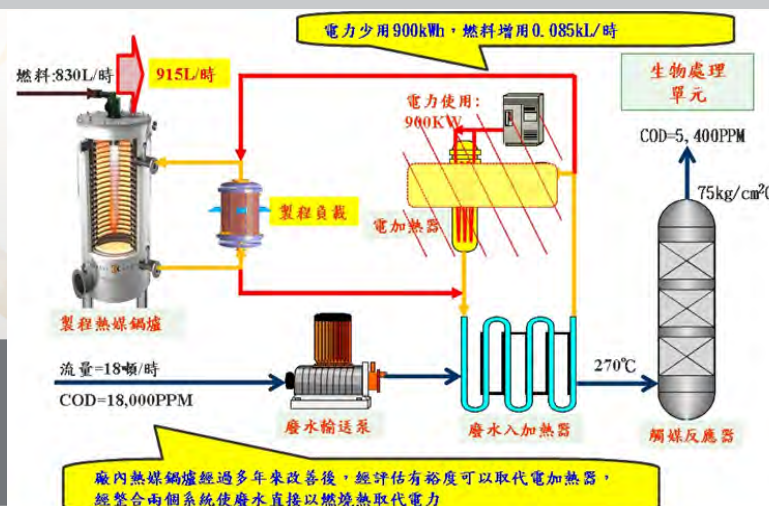 電力少用900kWh，燃料增用0.085kL/時
燃料:830L/時
915L/時
電力使用:
900KW
生物處理
單元
COD=5,400PPM
75kg/cm²G
製程負載
電加熱器
製程熱媒鍋爐
流量=18噸/時
COD=18,000PPM
270℃
廢水輸送泵
廢水入加熱器
觸媒反應器
廠內熱媒鍋爐經過多年來改善後，經評估有裕度可以取代電加熱器，
經整合兩個系統使廢水直接以燃燒熱取代電力